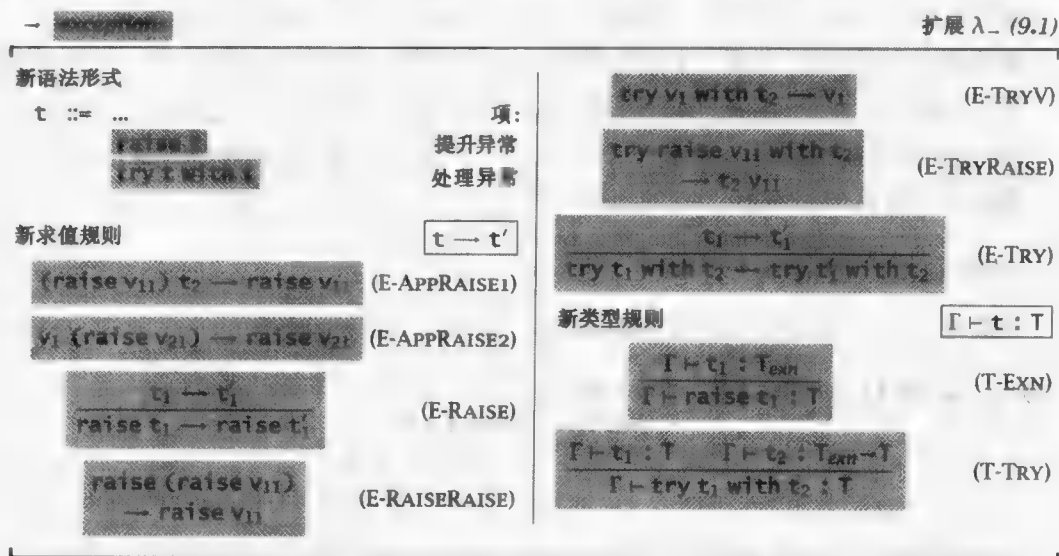 → exceptions 扩展 λ→ (9.1)
新语法形式
t ::= … 项:
raise t 提升异常
try t with t 处理异常
新求值规则 t → t′
(raise v₁₁) t₂ → raise v₁₁ (E-APPRAISE1)
v₁ (raise v₂₁) → raise v₂₁ (E-APPRAISE2)
t₁ → t₁′
raise t₁ → raise t₁′ (E-RAISE)
raise (raise v₁₁)
→ raise v₁₁ (E-RAISERAISE)
try v₁ with t₂ → v₁ (E-TRYV)
try raise v₁₁ with t₂
→ t₂ v₁₁ (E-TRYRAISE)
t₁ → t₁′
try t₁ with t₂ → try t₁′ with t₂ (E-TRY)
新类型规则 Γ ⊢ t : T
Γ ⊢ t₁ : Tₑₓₙ
Γ ⊢ raise t₁ : T (T-EXN)
Γ ⊢ t₁ : T Γ ⊢ t₂ : Tₑₓₙ→T
Γ ⊢ try t₁ with t₂ : T (T-TRY)